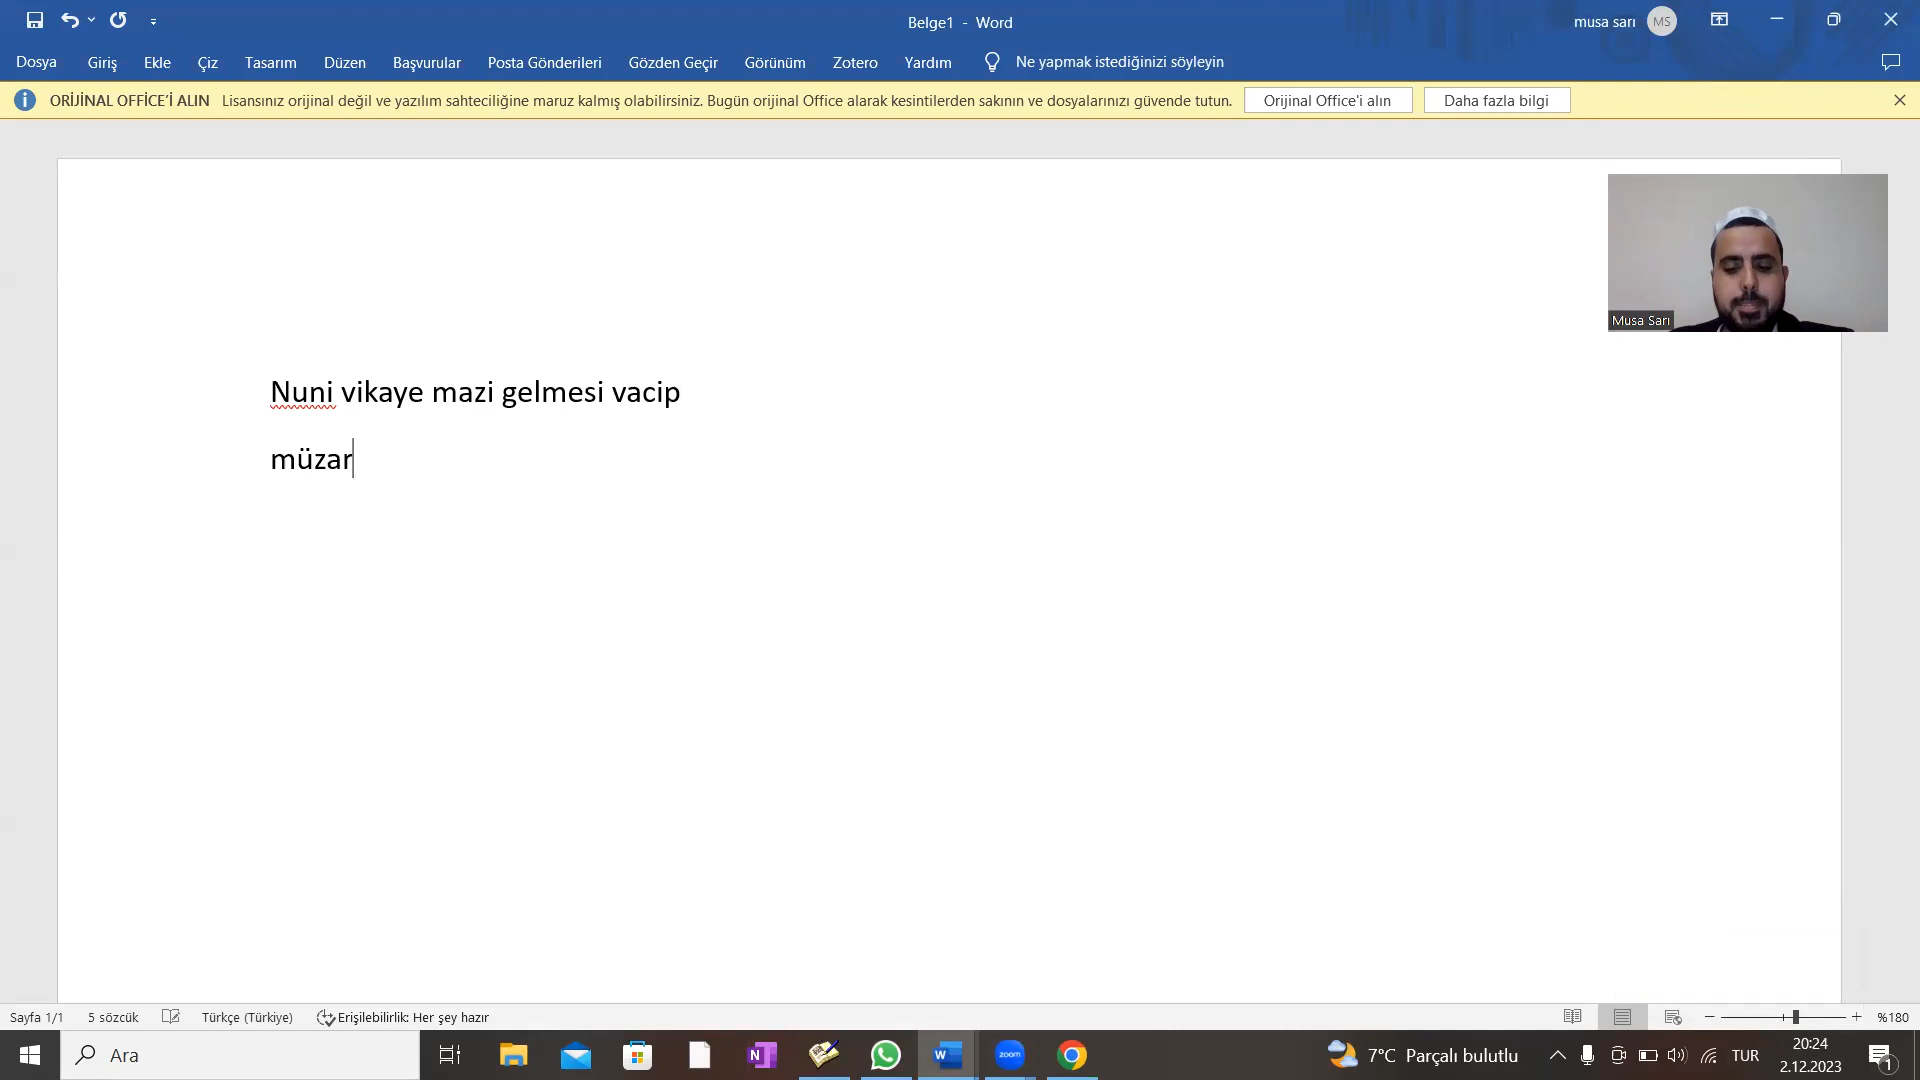 Belge1 - Word
musa sarı MS
Dosya Giriş Ekle Çiz Tasarım Düzen Başvurular Posta Gönderileri Gözden Geçir Görünüm Zotero Yardım Ne yapmak istediğinizi söyleyin
ORİJİNAL OFFİCE'İ ALIN Lisansınız orijinal değil ve yazılım sahteciliğine maruz kalmış olabilirsiniz. Bugün orijinal Office alarak kesintilerden sakının ve dosyalarınızı güvende tutun. Orijinal Office'i alın Daha fazla bilgi
Musa Sarı
Nuni vikaye mazi gelmesi vacip
müzar
Sayfa 1/1 5 sözcük Türkçe (Türkiye) Erişilebilirlik: Her şey hazır %180
Ara zoom 7°C Parçalı bulutlu TUR 20:24
2.12.2023 1